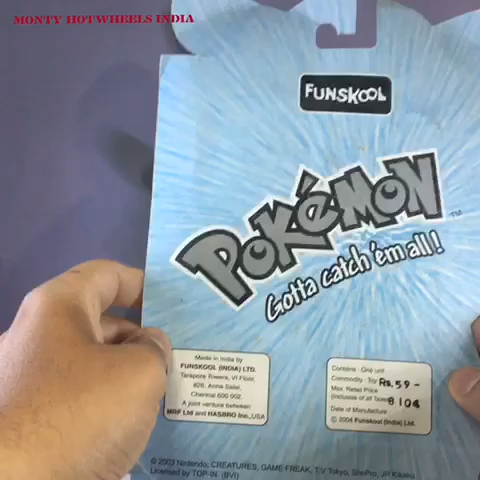 MONTY HOTWHEELS INDIA
FUNSKOOL
POKéMON
TM
Gotta catch 'em all!
Made in India by
FUNSKOOL (INDIA) LTD.
Tarapore Towers, VI Floor,
826, Anna Salai,
Chennai 600 002.
A joint venture between
MRF Ltd and HASBRO Inc., USA
Contents : One unit
Commodity : Toy Rs. 59 -
Max. Retail Price
(Inclusive of all Taxes) 8 104
Date of Manufacture
© 2004 Funskool (India) Ltd.
© 2003 Nintendo, CREATURES, GAME FREAK, T.V Tokyo, ShoPro, JR Kikaku
Licensed by TOP-IN. (BVI)